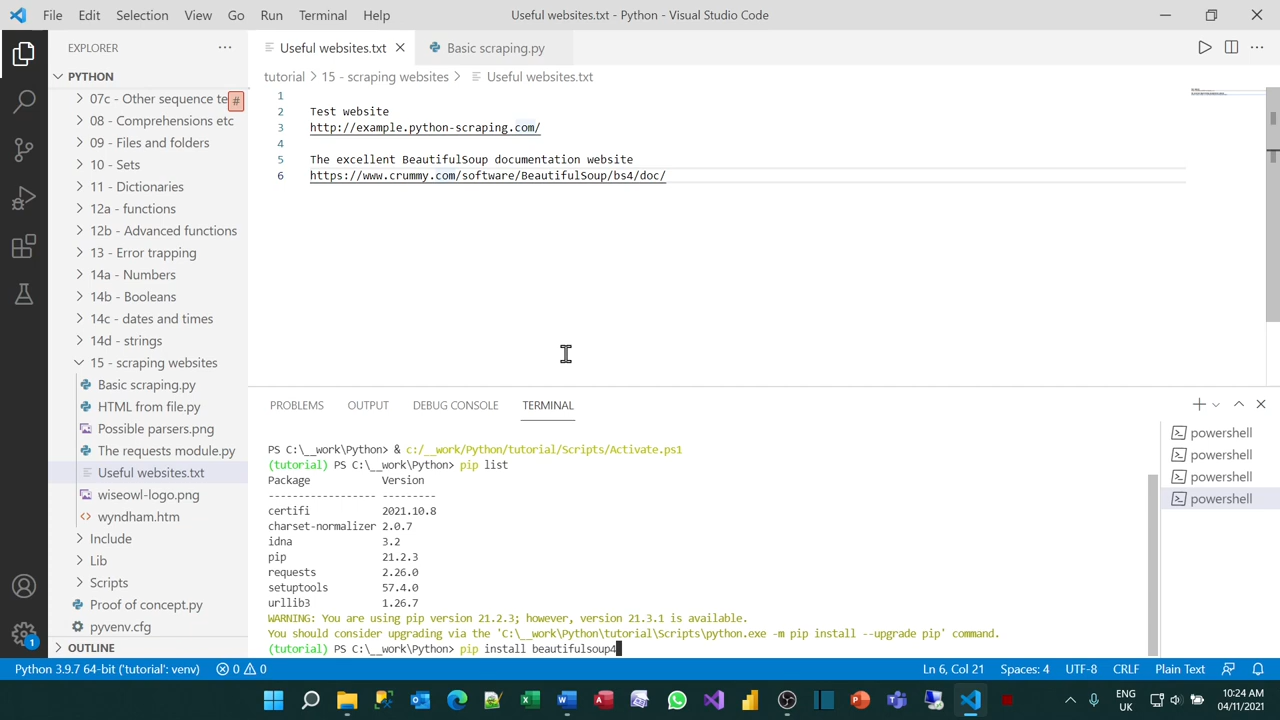 File Edit Selection View Go Run Terminal Help
Useful websites.txt - Python - Visual Studio Code
EXPLORER
PYTHON
07c - Other sequence te
#
08 - Comprehensions etc
09 - Files and folders
10 - Sets
11 - Dictionaries
12a - functions
12b - Advanced functions
13 - Error trapping
14a - Numbers
14b - Booleans
14c - dates and times
14d - strings
15 - scraping websites
Basic scraping.py
HTML from file.py
Possible parsers.png
The requests module.py
Useful websites.txt
wiseowl-logo.png
wyndham.htm
Include
Lib
Scripts
Proof of concept.py
pyvenv.cfg
OUTLINE
Useful websites.txt
Basic scraping.py
tutorial > 15 - scraping websites > Useful websites.txt
1
2 Test website
3 http://example.python-scraping.com/
4
5 The excellent BeautifulSoup documentation website
6 https://www.crummy.com/software/BeautifulSoup/bs4/doc/
PROBLEMS OUTPUT DEBUG CONSOLE TERMINAL
PS C:\__work\Python> & c:/__work/Python/tutorial/Scripts/Activate.ps1
(tutorial) PS C:\__work\Python> pip list
Package Version
------------------ ---------
certifi 2021.10.8
charset-normalizer 2.0.7
idna 3.2
pip 21.2.3
requests 2.26.0
setuptools 57.4.0
urllib3 1.26.7
WARNING: You are using pip version 21.2.3; however, version 21.3.1 is available.
You should consider upgrading via the 'C:\__work\Python\tutorial\Scripts\python.exe -m pip install --upgrade pip' command.
(tutorial) PS C:\__work\Python> pip install beautifulsoup4
powershell
powershell
powershell
powershell
1
Python 3.9.7 64-bit ('tutorial': venv) 0 0
Ln 6, Col 21 Spaces: 4 UTF-8 CRLF Plain Text
ENG
UK
10:24 AM
04/11/2021